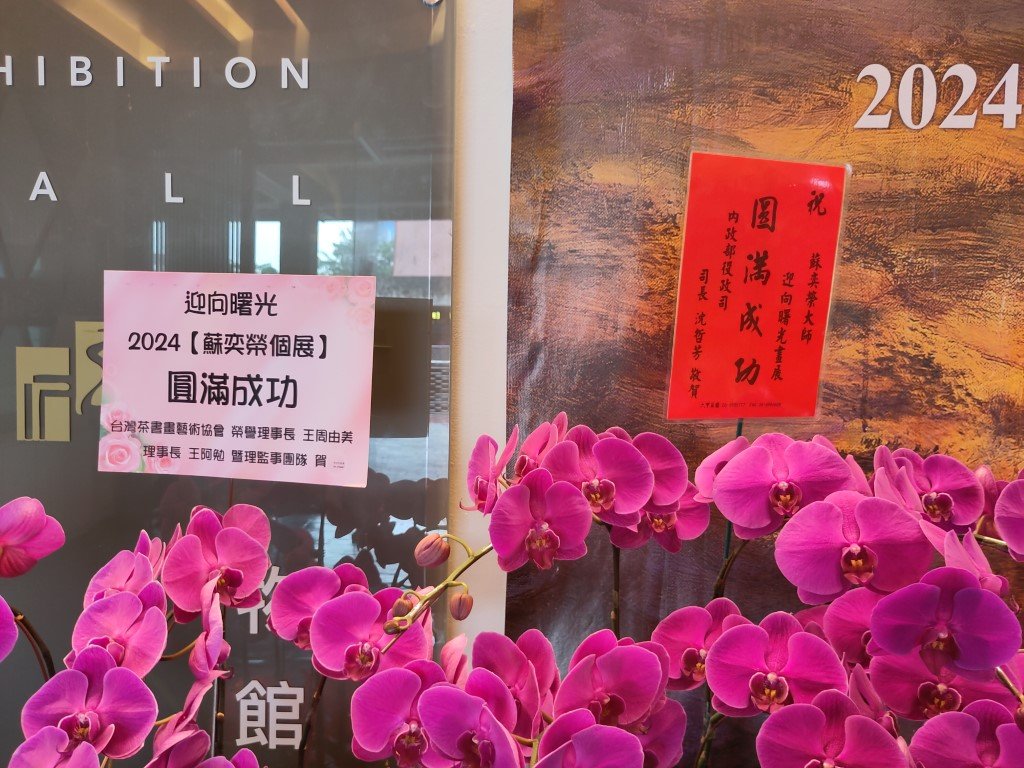 HIBITION
ALL
迎向曙光
2024【蘇奕榮個展】
圓滿成功
台灣茶書畫藝術協會 榮譽理事長 王周由美
理事長 王阿勉 暨理監事團隊 賀
館
2024
祝
蘇奕榮大師
迎向曙光畫展
圓滿成功
內政部役政司
司長 沈哲芳 敬賀